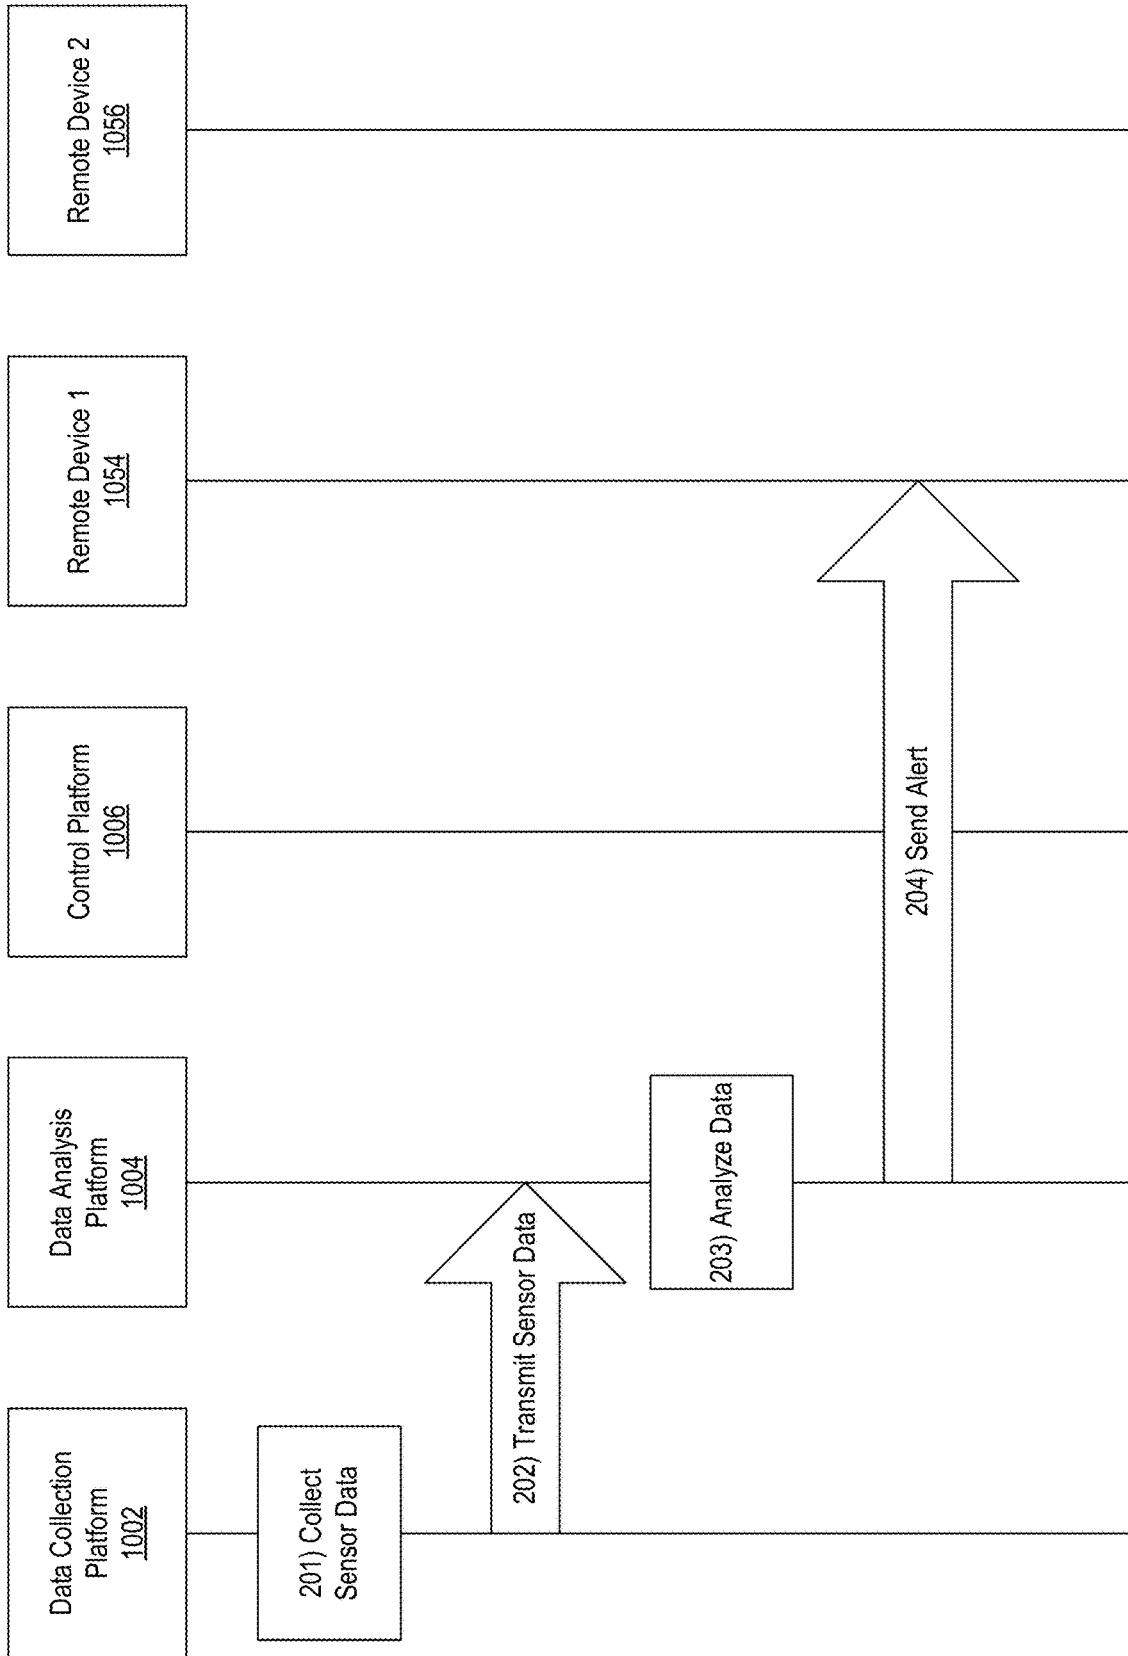 Data Collection
Platform
1002
Data Analysis
Platform
1004
Control Platform
1006
Remote Device 1
1054
Remote Device 2
1056
201) Collect
Sensor Data
202) Transmit Sensor Data
203) Analyze Data
204) Send Alert